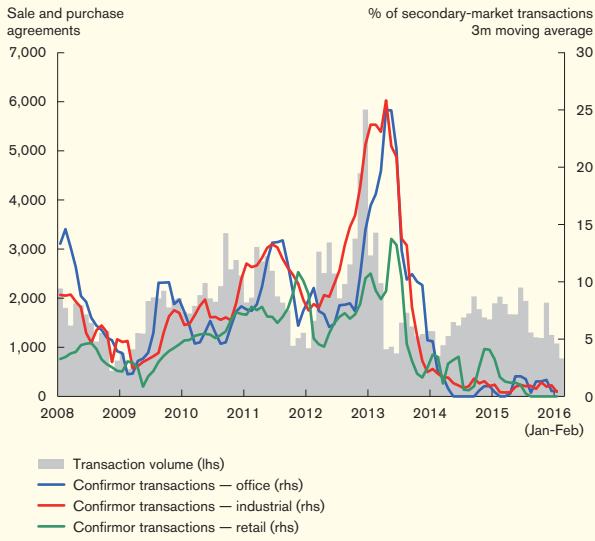 Sale and purchase
agreements
% of secondary-market transactions
3m moving average
7,000
6,000
5,000
4,000
3,000
2,000
1,000
0
30
25
20
15
10
5
0
2008 2009 2010 2011 2012 2013 2014 2015 2016
(Jan-Feb)
Transaction volume (lhs)
Confirmor transactions — office (rhs)
Confirmor transactions — industrial (rhs)
Confirmor transactions — retail (rhs)